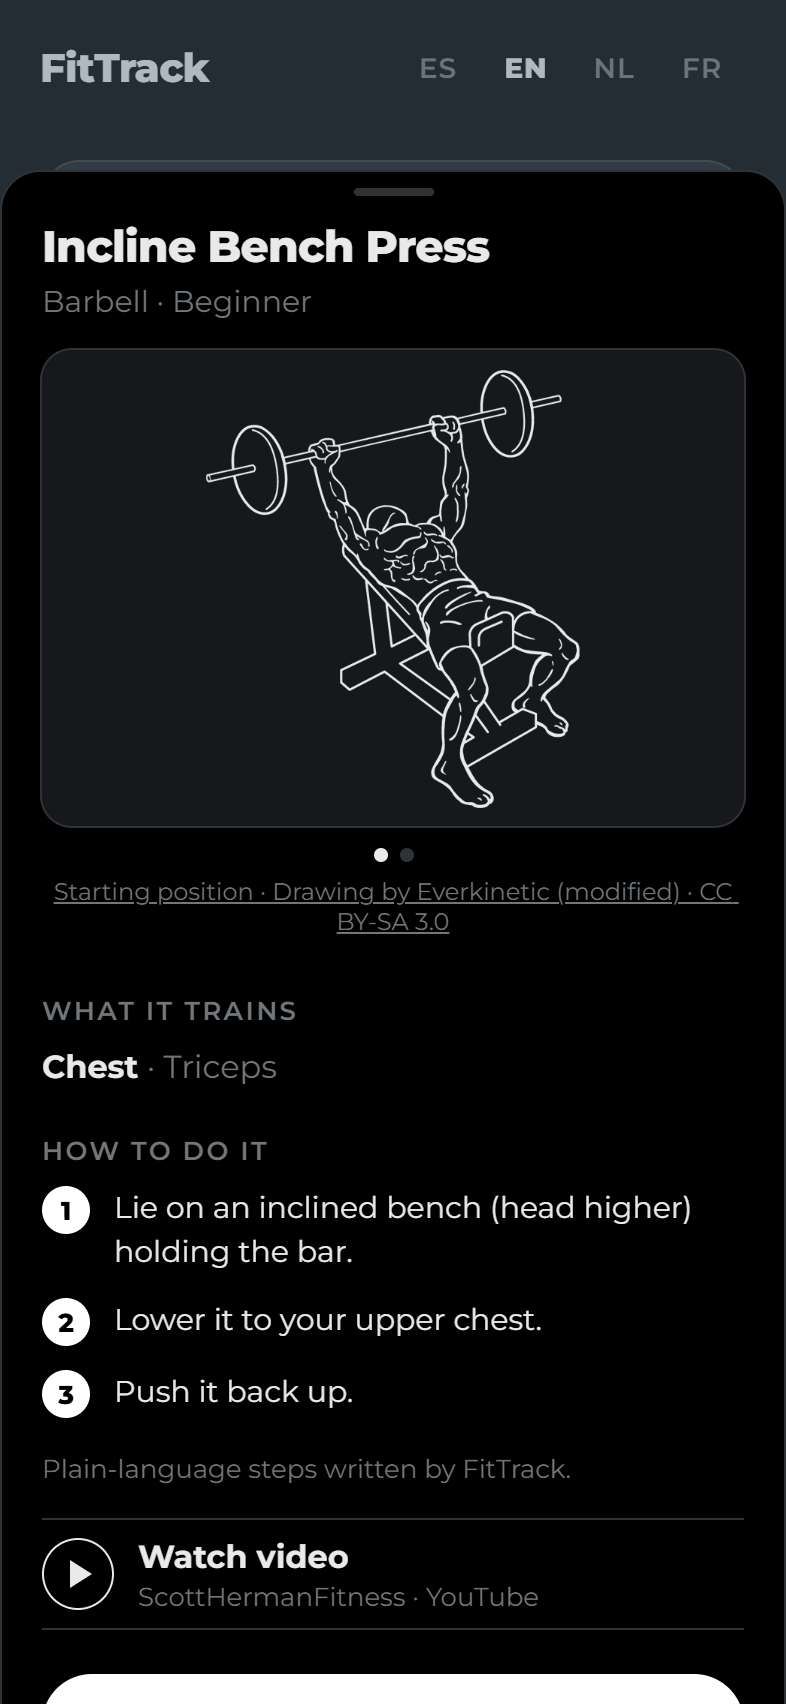 FitTrack ES EN NL FR
Incline Bench Press
Barbell · Beginner
Starting position · Drawing by Everkinetic (modified) · CC
BY-SA 3.0
WHAT IT TRAINS
Chest · Triceps
HOW TO DO IT
1 Lie on an inclined bench (head higher)
holding the bar.
2 Lower it to your upper chest.
3 Push it back up.
Plain-language steps written by FitTrack.
Watch video
ScottHermanFitness · YouTube